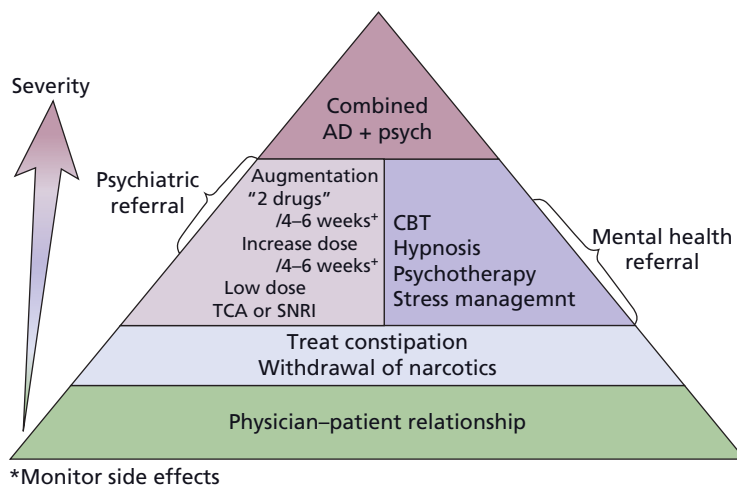 Severity
Combined
AD + psych
Psychiatric
referral
Augmentation
“2 drugs”
/4–6 weeks⁺
Increase dose
/4–6 weeks⁺
Low dose
TCA or SNRI
CBT
Hypnosis
Psychotherapy
Stress managemnt
Mental health
referral
Treat constipation
Withdrawal of narcotics
Physician–patient relationship
*Monitor side effects